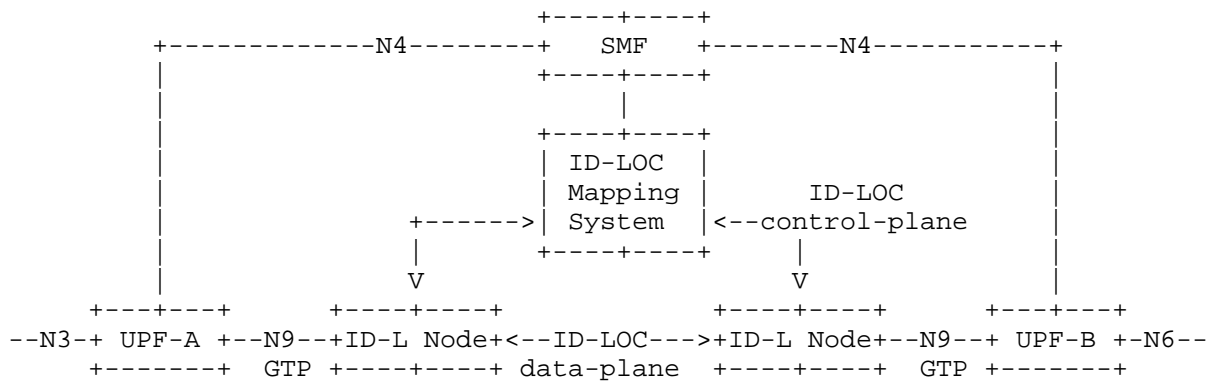 +----+----+
+-------------N4--------+ SMF +--------N4-----------+
| +----+----+ |
| | |
| +----+----+ |
| | ID-LOC | |
| | Mapping | ID-LOC |
| +------>| System |<--control-plane |
| | +----+----+ | |
| V V |
+---+---+ +----+----+ +----+----+ +---+---+
--N3-+ UPF-A +--N9--+ID-L Node+<--ID-LOC--->+ID-L Node+--N9--+ UPF-B +-N6--
+-------+ GTP +----+----+ data-plane +----+----+ GTP +-------+